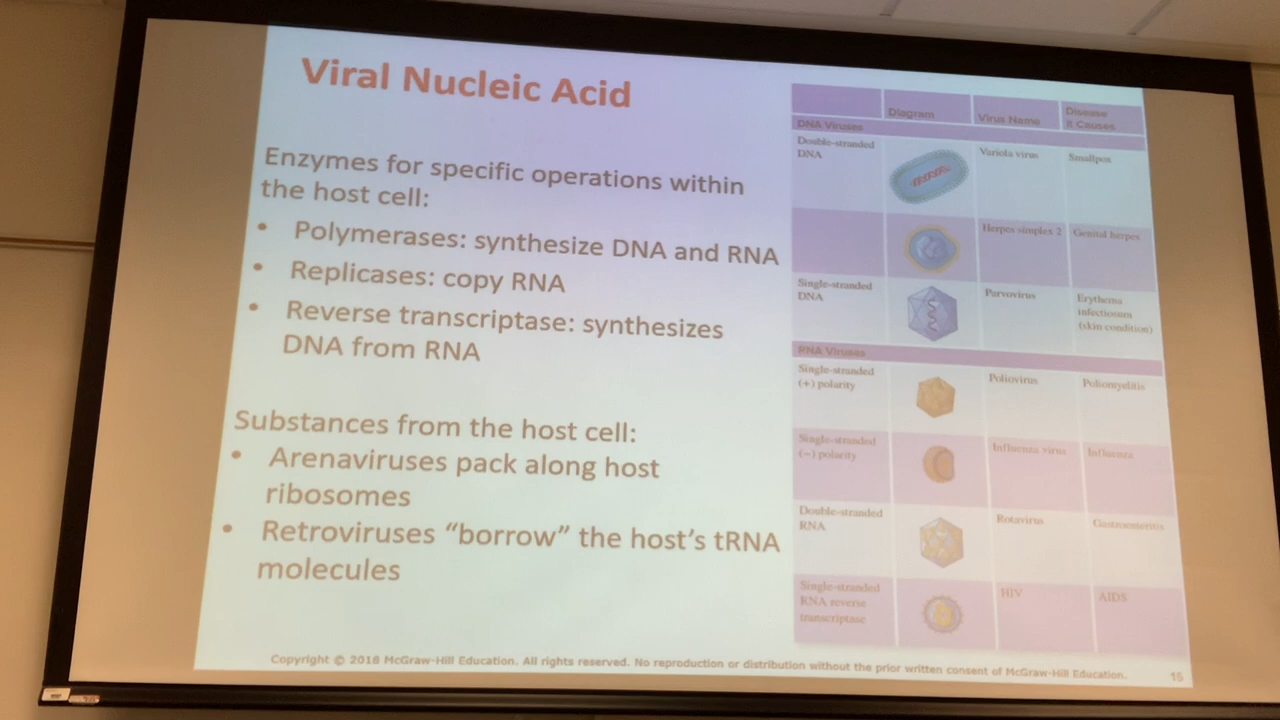 Viral Nucleic Acid
Enzymes for specific operations within
the host cell:
• Polymerases: synthesize DNA and RNA
• Replicases: copy RNA
• Reverse transcriptase: synthesizes
DNA from RNA
Substances from the host cell:
• Arenaviruses pack along host
ribosomes
• Retroviruses “borrow” the host’s tRNA
molecules
Diagram Virus Name Disease
It Causes
DNA Viruses
Double-stranded
DNA
Variola virus Smallpox
Herpes simplex 2 Genital herpes
Single-stranded
DNA
Parvovirus Erythema
infectiosum
(skin condition)
RNA Viruses
Single-stranded
(+) polarity
Poliovirus Poliomyelitis
Single-stranded
(−) polarity
Influenza virus Influenza
Double-stranded
RNA
Rotavirus Gastroenteritis
Single-stranded
RNA reverse
transcriptase
HIV AIDS
Copyright © 2018 McGraw-Hill Education. All rights reserved. No reproduction or distribution without the prior written consent of McGraw-Hill Education.
15